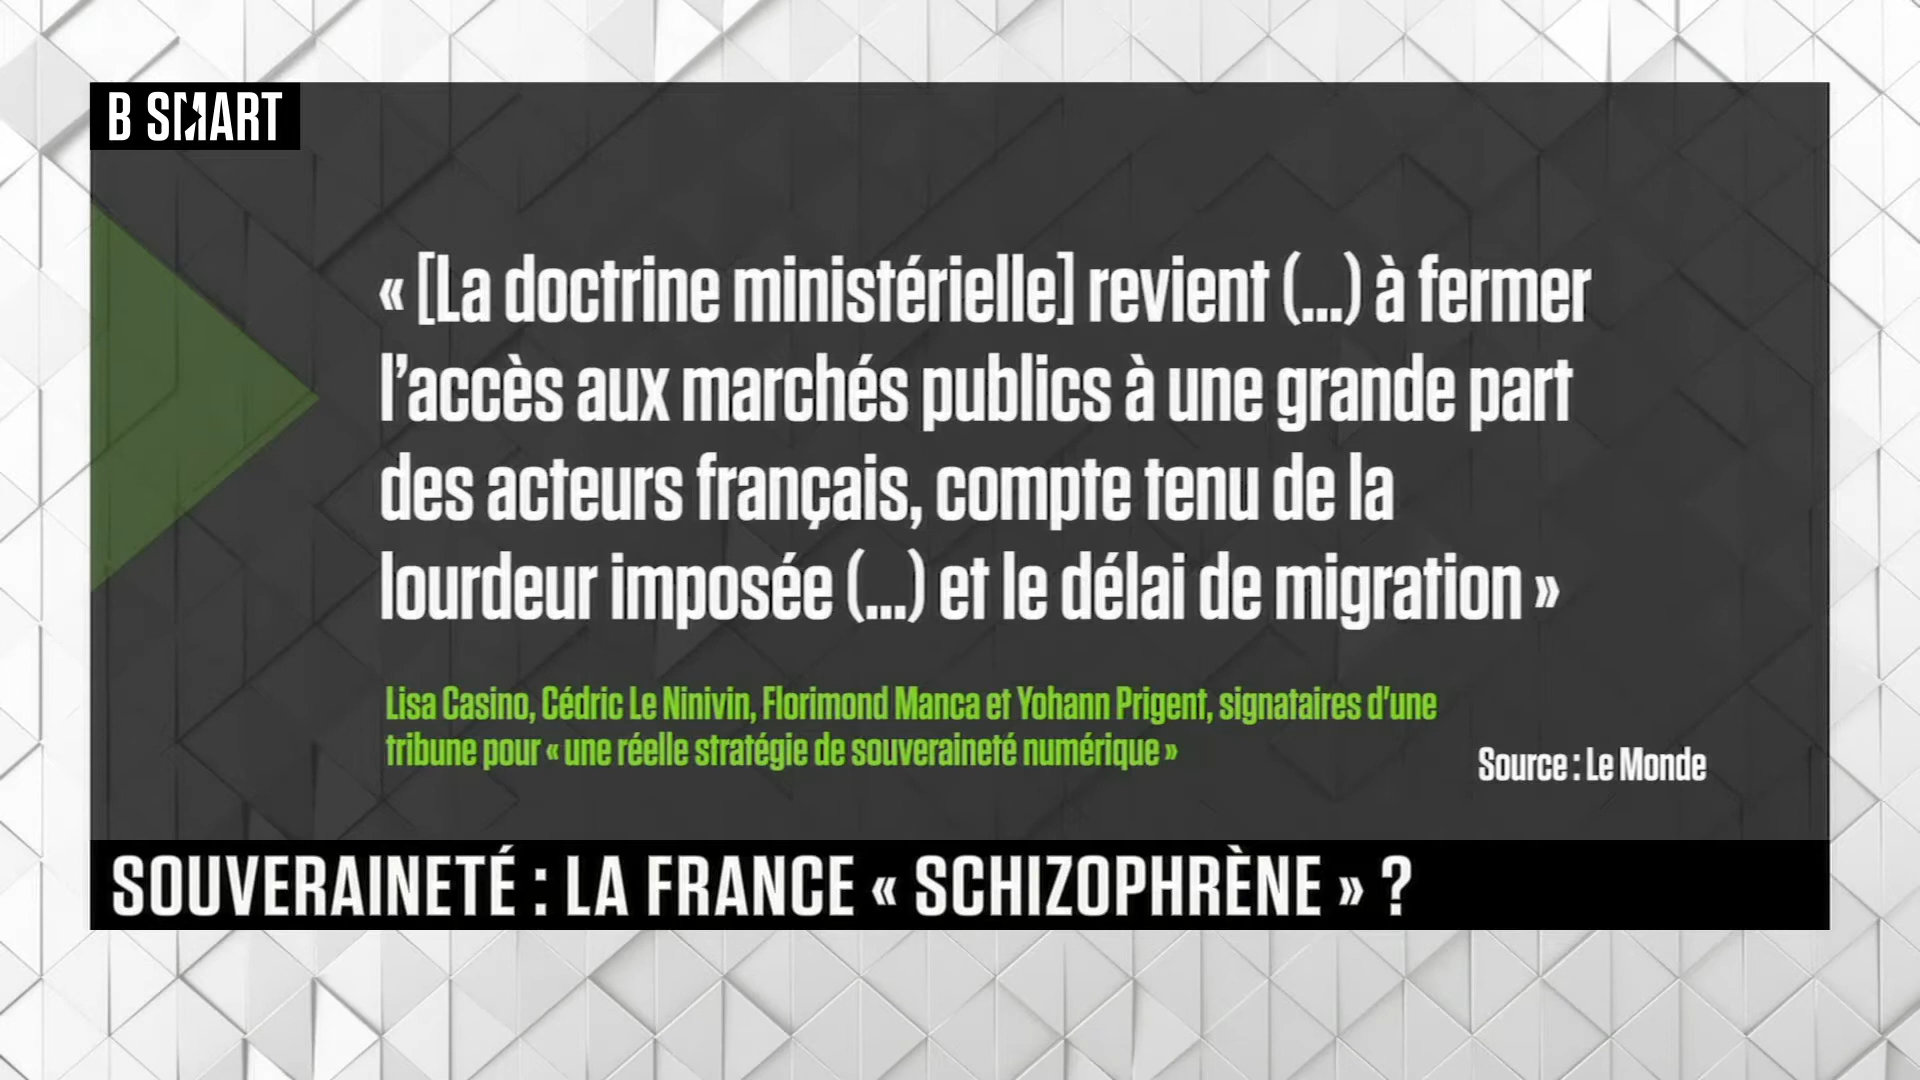 B SMART
« [La doctrine ministérielle] revient (...) à fermer
l’accès aux marchés publics à une grande part
des acteurs français, compte tenu de la
lourdeur imposée (...) et le délai de migration »
Lisa Casino, Cédric Le Ninivin, Florimond Manca et Yohann Prigent, signataires d'une
tribune pour « une réelle stratégie de souveraineté numérique »
Source : Le Monde
SOUVERAINETÉ : LA FRANCE « SCHIZOPHRÈNE » ?